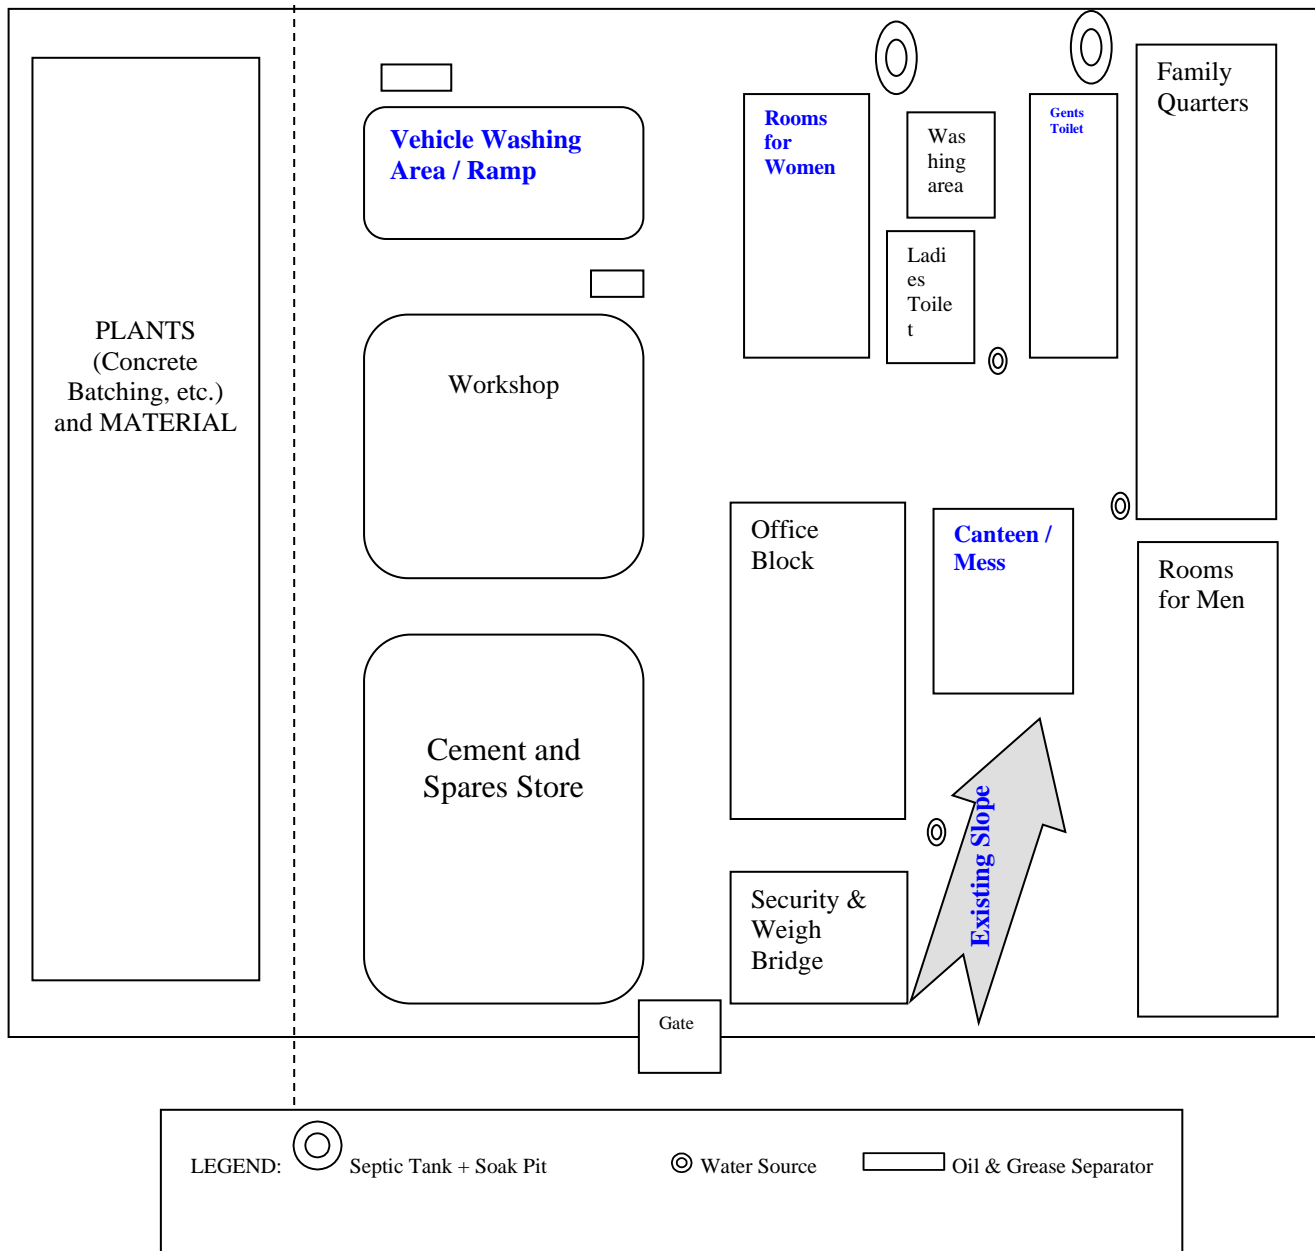 Vehicle Washing
Area / Ramp
Rooms
for
Women
Was
hing
area
Gents
Toilet
Family
Quarters
Ladi
es
Toile
t
PLANTS
(Concrete
Batching, etc.)
and MATERIAL
Workshop
Office
Block
Canteen /
Mess
Rooms
for Men
Cement and
Spares Store
Existing Slope
Security &
Weigh
Bridge
Gate
LEGEND: Septic Tank + Soak Pit Water Source Oil & Grease Separator